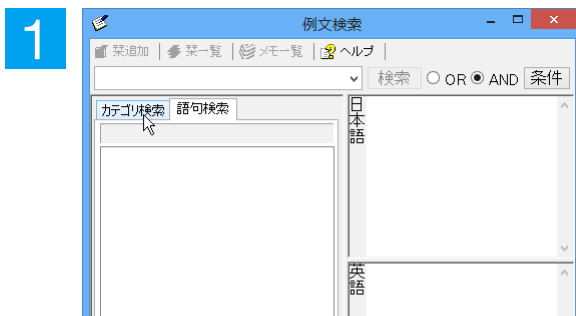 1
例文検索
栞追加 栞一覧 メモ一覧 ヘルプ
検索 OR AND 条件
カテゴリ検索 語句検索
日本語
英語